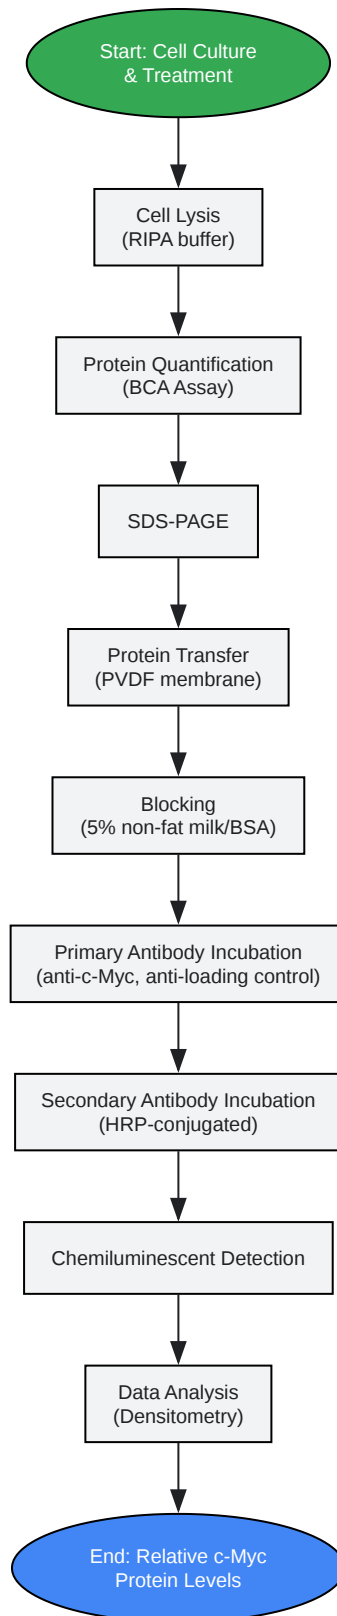 Start: Cell Culture
& Treatment
Cell Lysis
(RIPA buffer)
Protein Quantification
(BCA Assay)
SDS-PAGE
Protein Transfer
(PVDF membrane)
Blocking
(5% non-fat milk/BSA)
Primary Antibody Incubation
(anti-c-Myc, anti-loading control)
Secondary Antibody Incubation
(HRP-conjugated)
Chemiluminescent Detection
Data Analysis
(Densitometry)
End: Relative c-Myc
Protein Levels